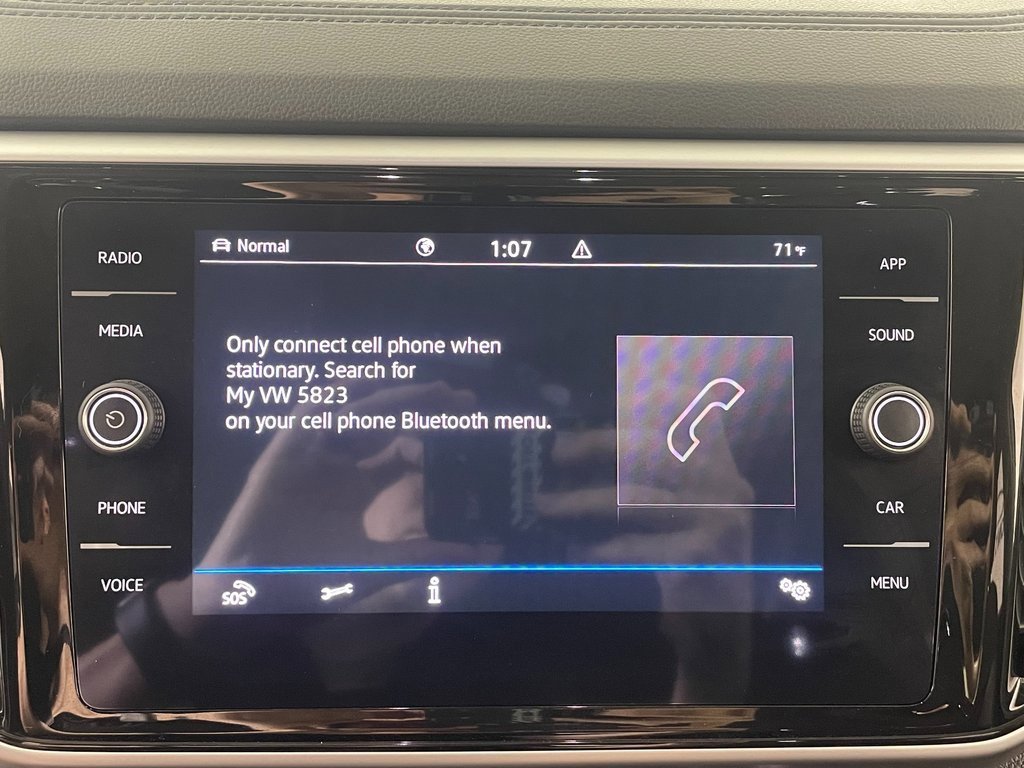 RADIO
MEDIA
PHONE
VOICE
Normal
1:07
71°F
Only connect cell phone when
stationary. Search for
My VW 5823
on your cell phone Bluetooth menu.
SOS
i
APP
SOUND
CAR
MENU